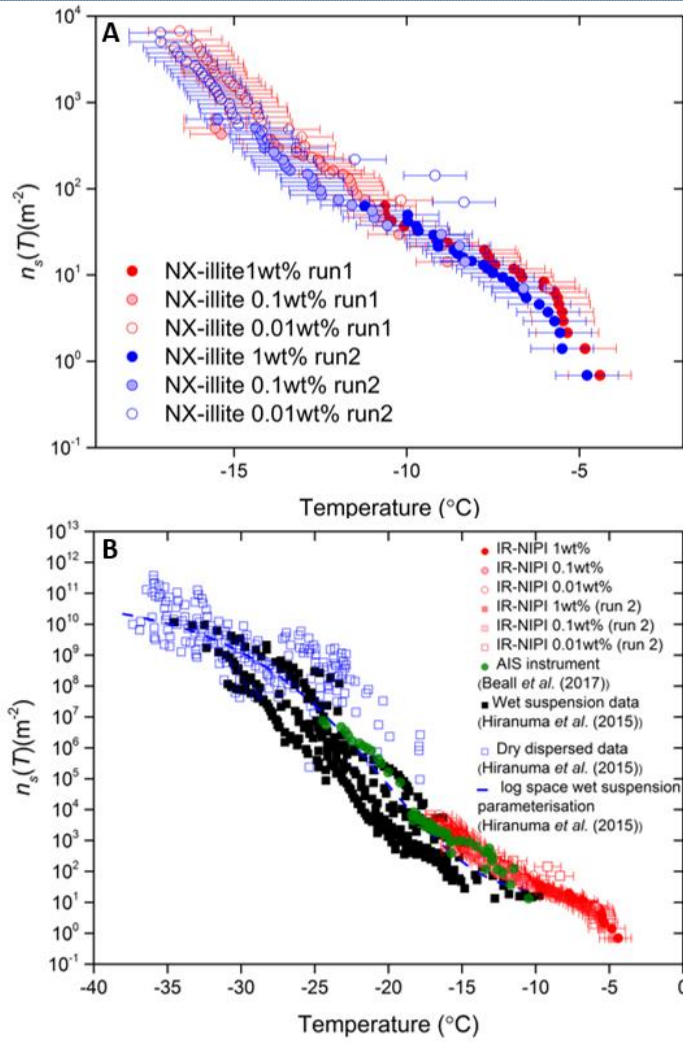 A
10^4
10^3
10^2
10^1
10^0
10^-1
n_s(T)(m^-2)
NX-illite1wt% run1
NX-illite 0.1wt% run1
NX-illite 0.01wt% run1
NX-illite 1wt% run2
NX-illite 0.1wt% run2
NX-illite 0.01wt% run2
-15 -10 -5
Temperature (°C)
B
10^13
10^12
10^11
10^10
10^9
10^8
10^7
10^6
10^5
10^4
10^3
10^2
10^1
10^0
10^-1
n_s(T)(m^-2)
IR-NIPI 1wt%
IR-NIPI 0.1wt%
IR-NIPI 0.01wt%
IR-NIPI 1wt% (run 2)
IR-NIPI 0.1wt% (run 2)
IR-NIPI 0.01wt% (run 2)
AIS instrument
(Beall et al. (2017))
Wet suspension data
(Hiranuma et al. (2015))
Dry dispersed data
(Hiranuma et al. (2015))
log space wet suspension
parameterisation
(Hiranuma et al. (2015))
-40 -35 -30 -25 -20 -15 -10 -5 0
Temperature (°C)